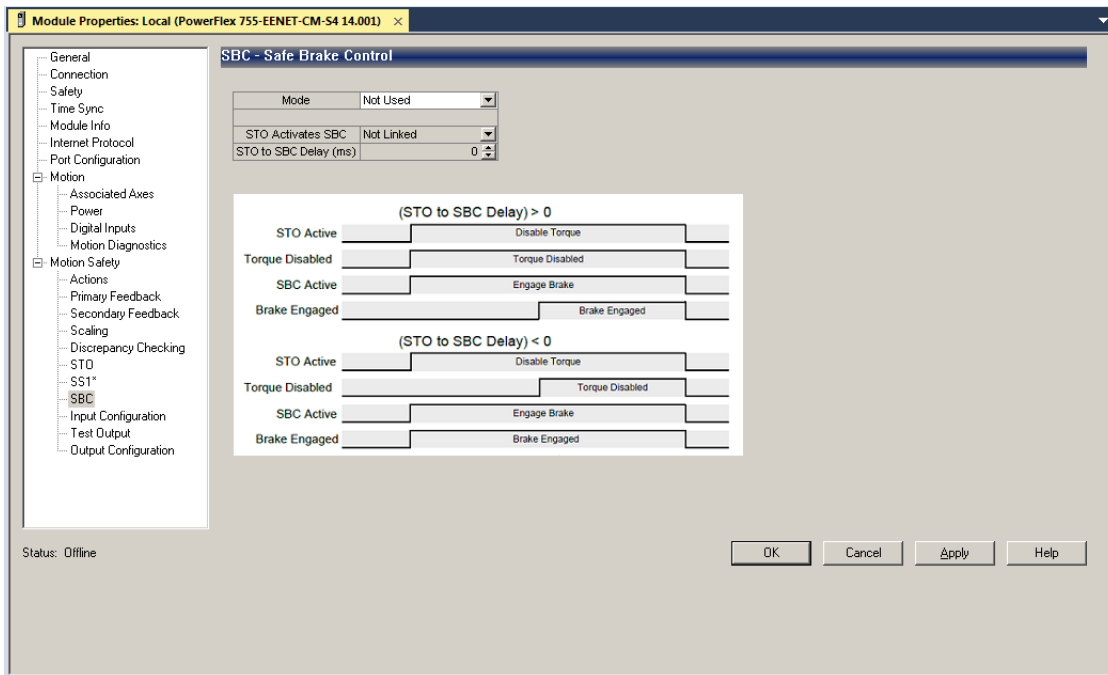 Module Properties: Local (PowerFlex 755-EENET-CM-S4 14.001) ×
General
Connection
Safety
Time Sync
Module Info
Internet Protocol
Port Configuration
Motion
Associated Axes
Power
Digital Inputs
Motion Diagnostics
Motion Safety
Actions
Primary Feedback
Secondary Feedback
Scaling
Discrepancy Checking
STO
SS1*
SBC
Input Configuration
Test Output
Output Configuration
SBC - Safe Brake Control
Mode Not Used
STO Activates SBC Not Linked
STO to SBC Delay (ms) 0
(STO to SBC Delay) > 0
STO Active Disable Torque
Torque Disabled Torque Disabled
SBC Active Engage Brake
Brake Engaged Brake Engaged
(STO to SBC Delay) < 0
STO Active Disable Torque
Torque Disabled Torque Disabled
SBC Active Engage Brake
Brake Engaged Brake Engaged
Status: Offline
OK Cancel Apply Help